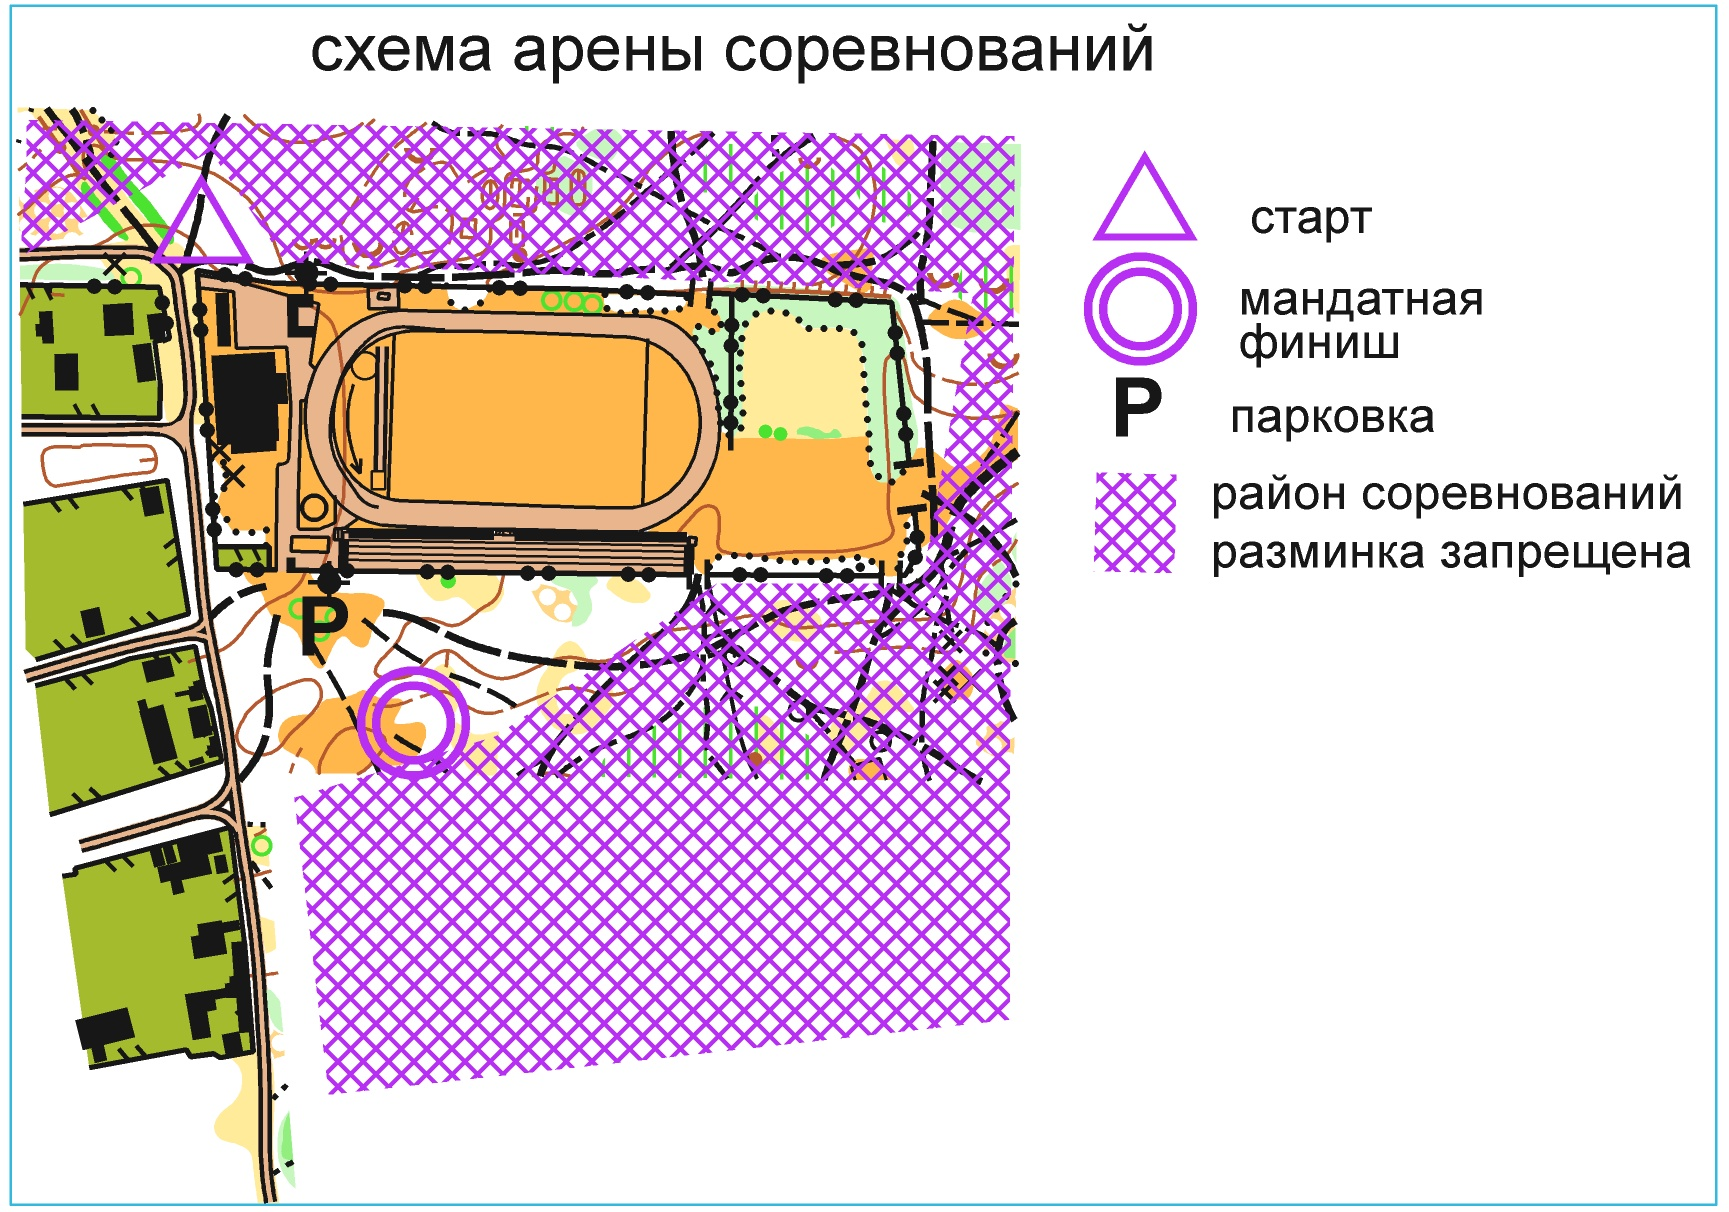 схема арены соревнований
старт
мандатная
финиш
P
парковка
район соревнований
разминка запрещена
P